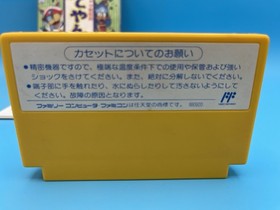 てやん
カセットについてのお願い
●精密機器ですので、極端な温度条件下での使用や保管および強い
ショックをさけてください。また、絶対に分解しないでください。
●端子部に手を触れたり、水にぬらしたりして汚さないようにして
ください。故障の原因となります。
ファミリーコンピュータ ファミコンは任天堂の商標です。
FF